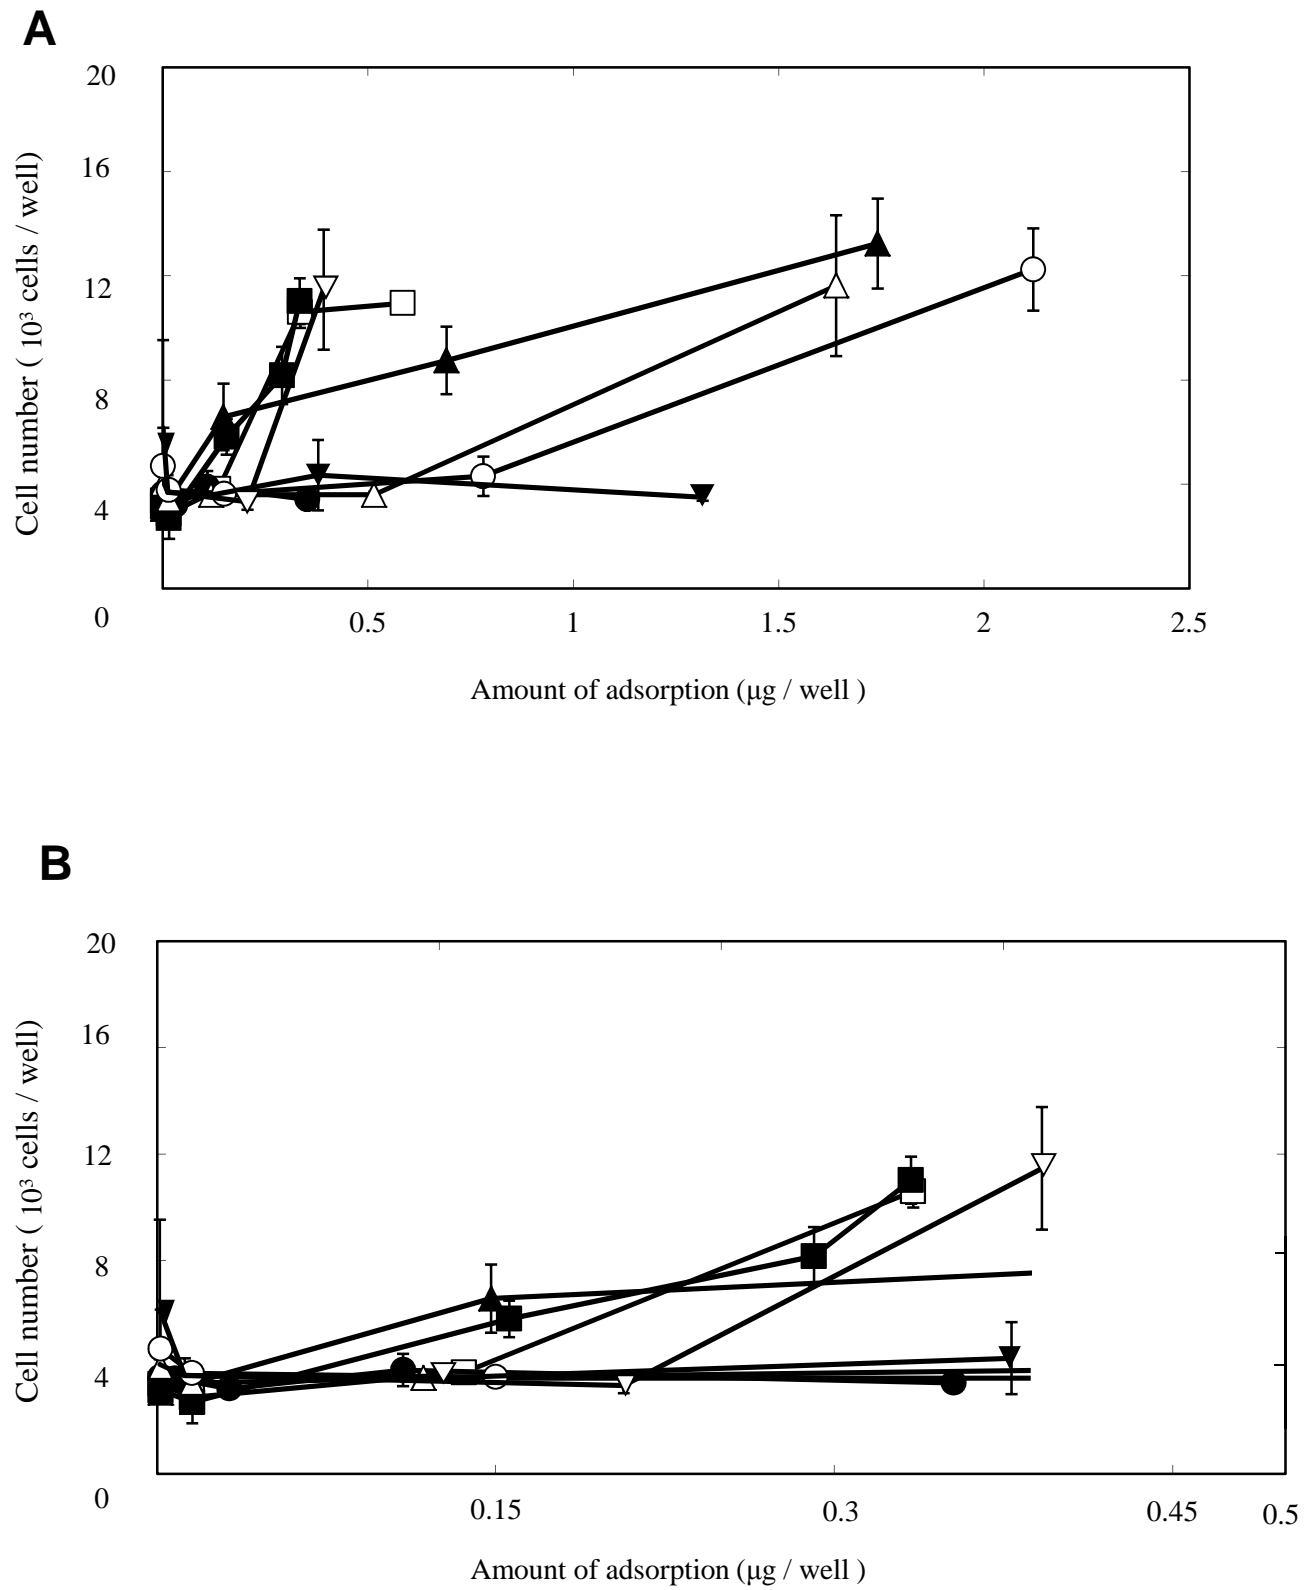 A
20
16
12
8
4
0
Cell number ( 10³ cells / well)
0.5 1 1.5 2 2.5
Amount of adsorption (μg / well )
B
20
16
12
8
4
0
Cell number ( 10³ cells / well)
0.15 0.3 0.45 0.5
Amount of adsorption (μg / well )